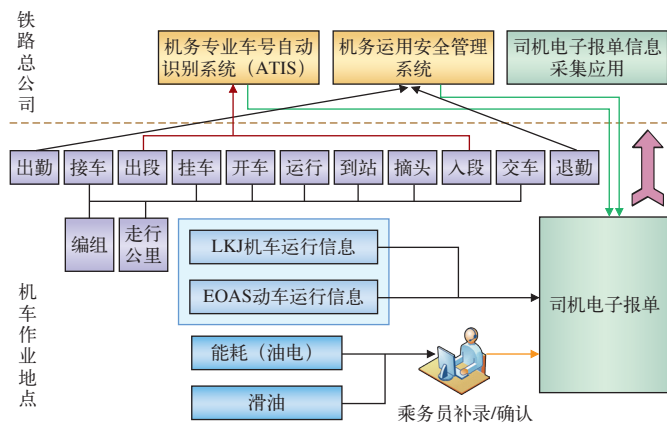 铁路总公司
机务专业车号自动
识别系统（ATIS）
机务运用安全管理
系统
司机电子报单信息
采集应用
出勤
接车
出段
挂车
开车
运行
到站
摘头
入段
交车
退勤
编组
走行
公里
机车作业地点
LKJ机车运行信息
EOAS动车运行信息
司机电子报单
能耗（油电）
滑油
乘务员补录/确认